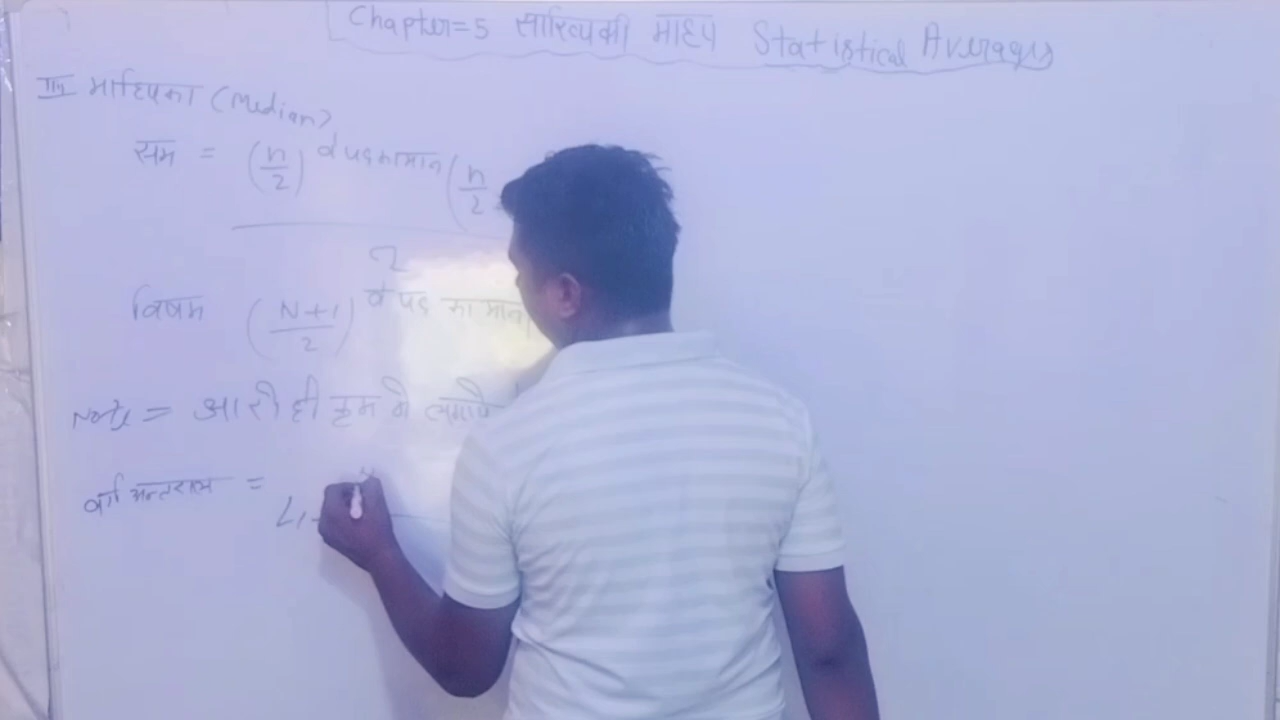 Chapter=5 सांख्यिकी माध्य Statistical Averages
III माध्यिका (Median)
सम = (n/2) वें पद का मान (n/2
2
विषम (N+1/2) वें पद का मान
Note = आरोही क्रम में लगाये
वर्ग अन्तराल =
L1